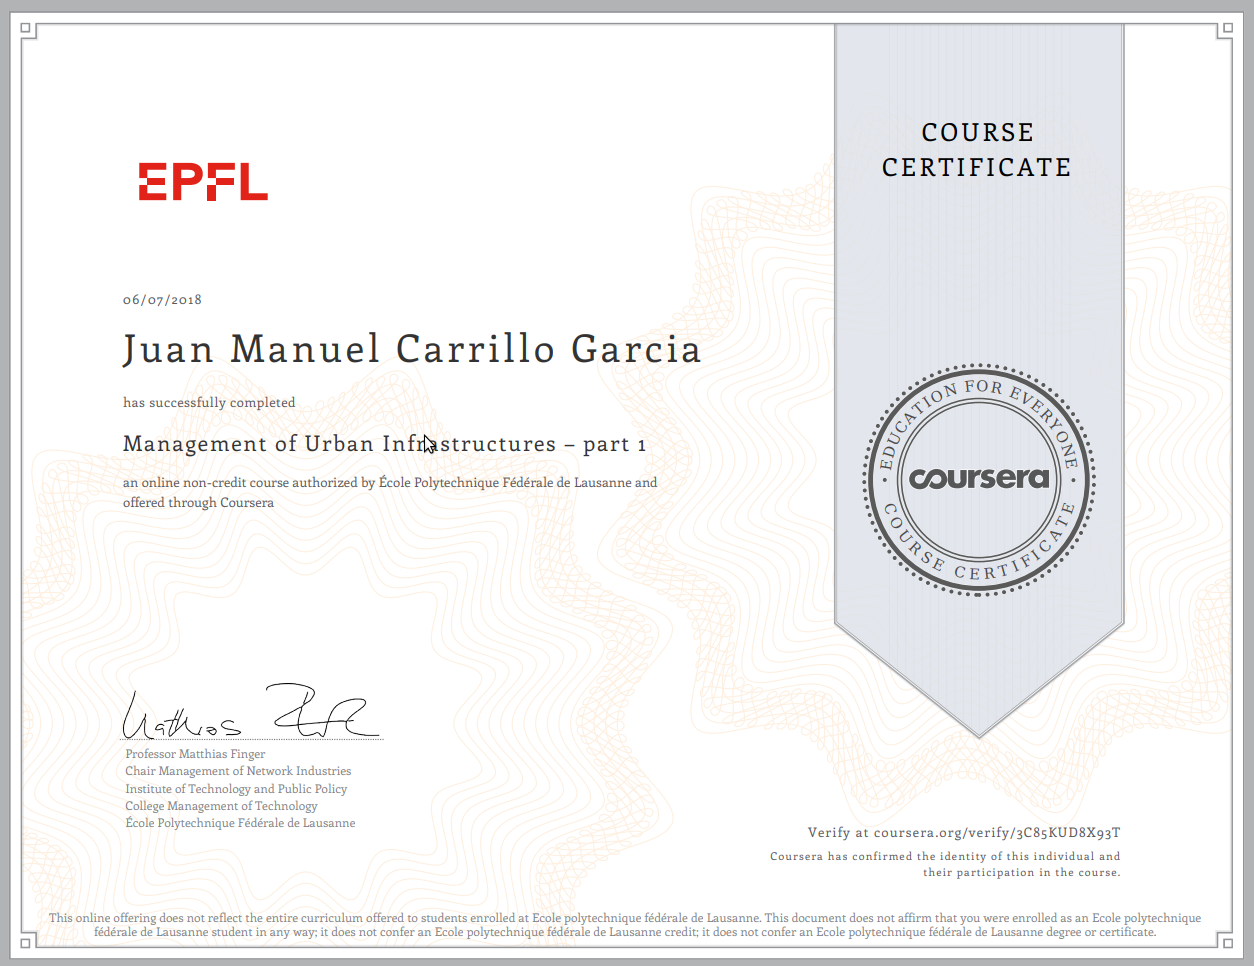 COURSE
CERTIFICATE
EPFL
06/07/2018
Juan Manuel Carrillo Garcia
has successfully completed
Management of Urban Infrastructures – part 1
an online non-credit course authorized by École Polytechnique Fédérale de Lausanne and
offered through Coursera
EDUCATION FOR EVERYONE
coursera
COURSE CERTIFICATE
Matthias
Professor Matthias Finger
Chair Management of Network Industries
Institute of Technology and Public Policy
College Management of Technology
École Polytechnique Fédérale de Lausanne
Verify at coursera.org/verify/3C85KUD8X93T
Coursera has confirmed the identity of this individual and
their participation in the course.
This online offering does not reflect the entire curriculum offered to students enrolled at Ecole polytechnique fédérale de Lausanne. This document does not affirm that you were enrolled as an Ecole polytechnique
fédérale de Lausanne student in any way; it does not confer an Ecole polytechnique fédérale de Lausanne credit; it does not confer an Ecole polytechnique fédérale de Lausanne degree or certificate.